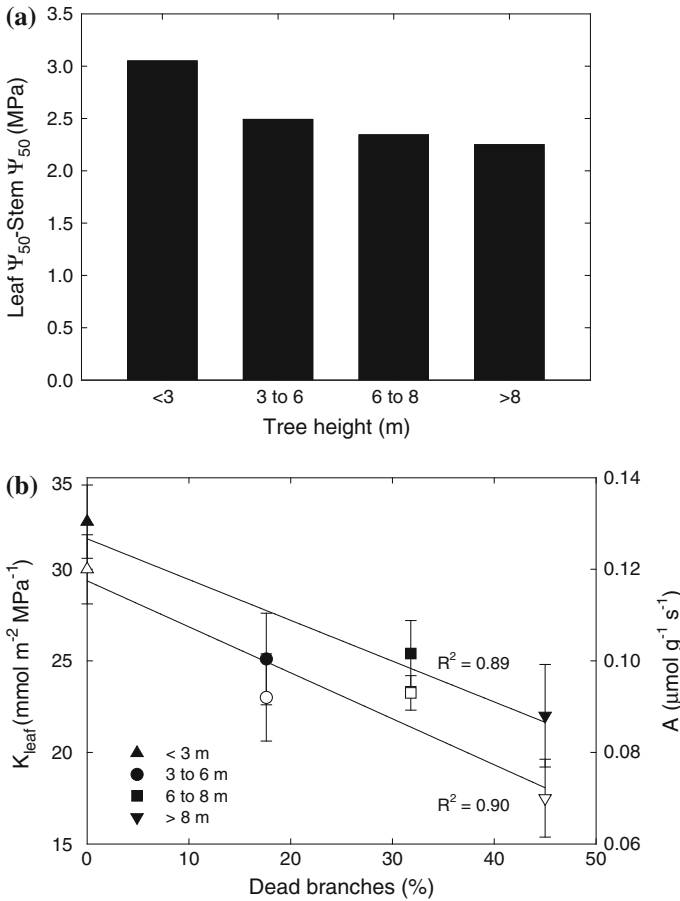 (a)
Leaf Ψ50-Stem Ψ50 (MPa)
3.5
3.0
2.5
2.0
1.5
1.0
0.5
0.0
<3
3 to 6
6 to 8
>8
Tree height (m)
(b)
Kleaf (mmol m-2 MPa-1)
35
30
25
20
15
0.14
0.12
0.10
0.08
0.06
A (μmol g-1 s-1)
R2 = 0.89
R2 = 0.90
< 3 m
3 to 6 m
6 to 8 m
> 8 m
0
10
20
30
40
50
Dead branches (%)